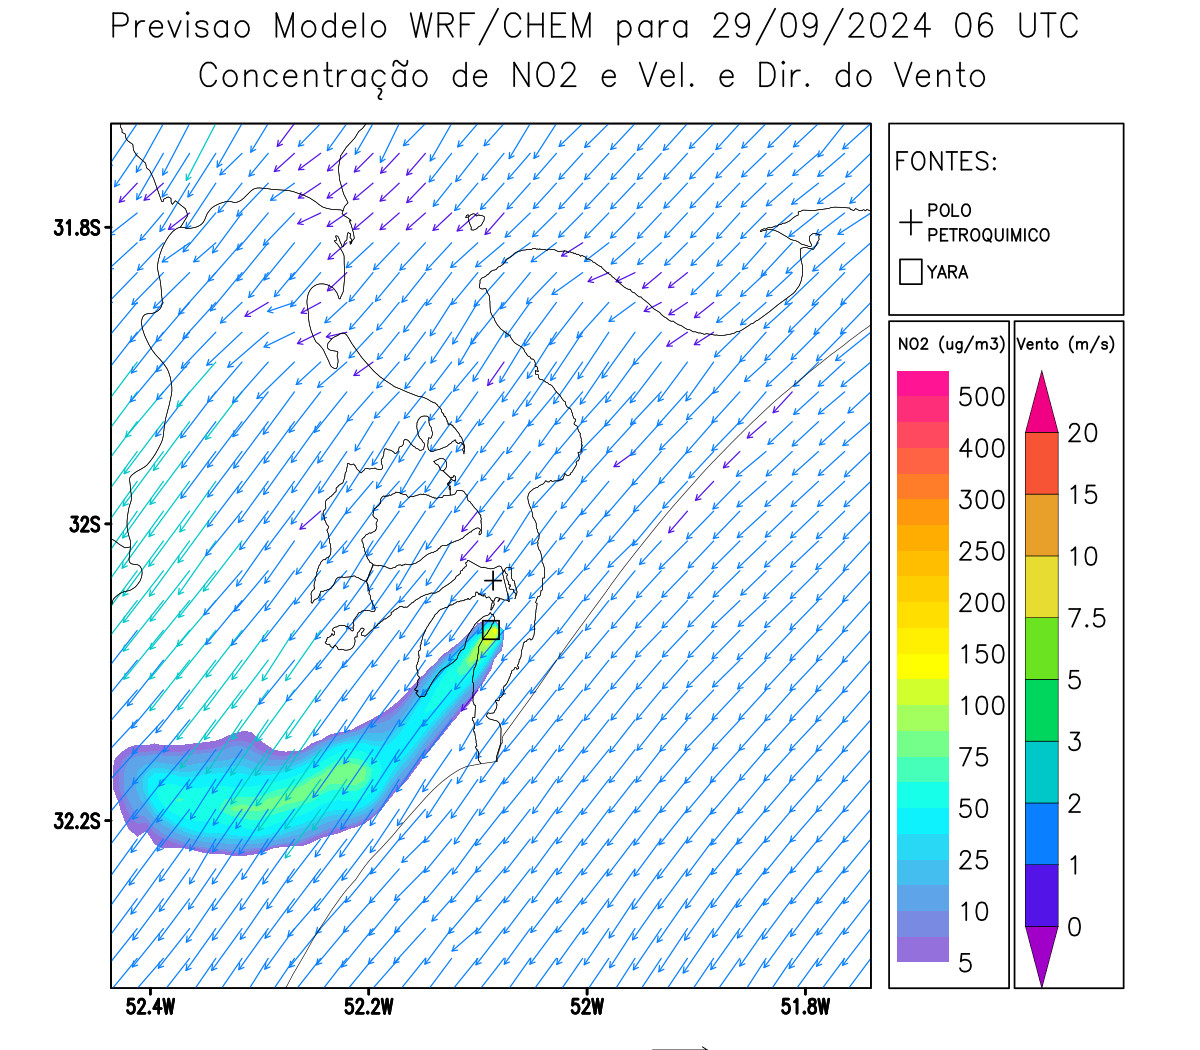 Previsao Modelo WRF/CHEM para 29/09/2024 06 UTC
Concentração de NO2 e Vel. e Dir. do Vento
FONTES:
POLO
PETROQUIMICO
YARA
31.8S
32S
32.2S
52.4W
52.2W
52W
51.8W
NO2 (ug/m3)
500
400
300
250
200
150
100
75
50
25
10
5
Vento (m/s)
20
15
10
7.5
5
3
2
1
0